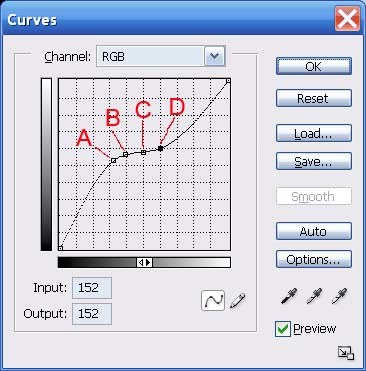 Curves
Channel: RGB
OK
Reset
Load...
Save...
Smooth
Auto
Options...
Preview
A
B
C
D
Input: 152
Output: 152